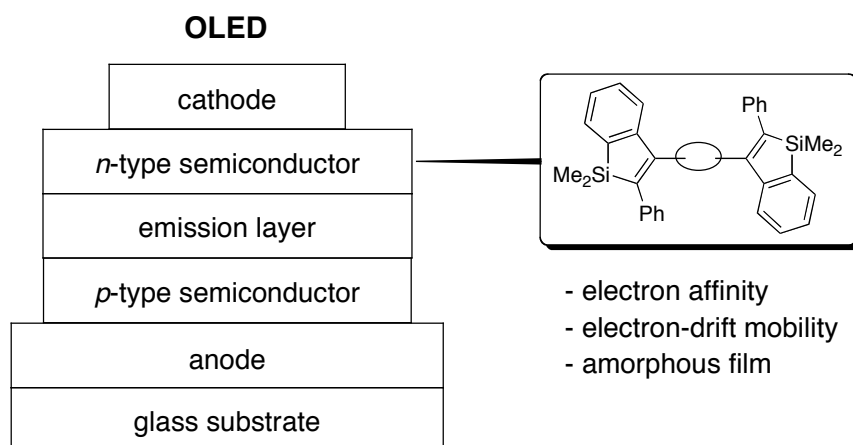 OLED
cathode
n-type semiconductor
emission layer
p-type semiconductor
anode
glass substrate
Ph
SiMe2
Me2Si
Ph
- electron affinity
- electron-drift mobility
- amorphous film